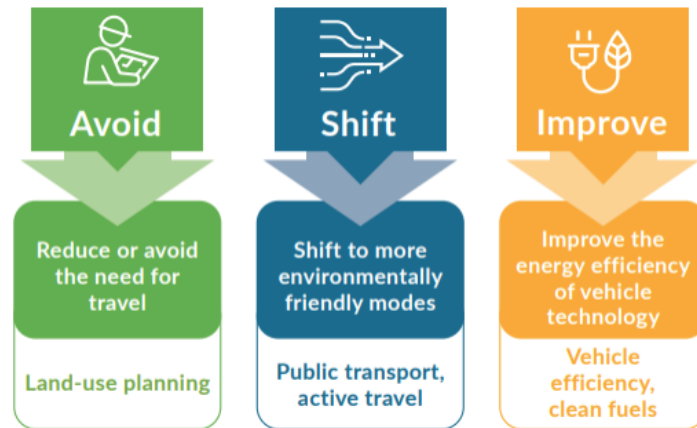 Avoid
Reduce or avoid
the need for
travel
Land-use planning
Shift
Shift to more
environmentally
friendly modes
Public transport,
active travel
Improve
Improve the
energy efficiency
of vehicle
technology
Vehicle
efficiency,
clean fuels